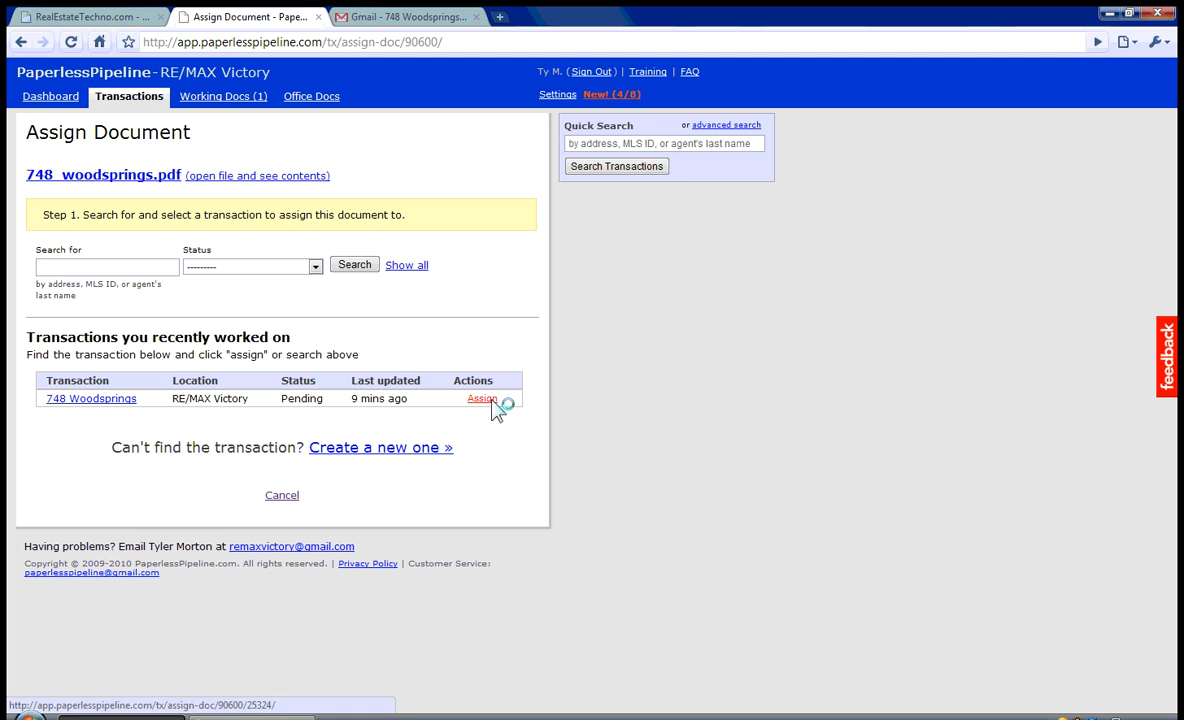 RealEstateTechno.com - ...
Assign Document - Pape...
Gmail - 748 Woodsprings...
http://app.paperlesspipeline.com/tx/assign-doc/90600/
PaperlessPipeline - RE/MAX Victory
Ty M. (Sign Out) | Training | FAQ
Dashboard Transactions Working Docs (1) Office Docs
Settings New! (4/8)
Assign Document
748_woodsprings.pdf (open file and see contents)
Step 1. Search for and select a transaction to assign this document to.
Search for Status
--------- Search Show all
by address, MLS ID, or agent's
last name
Transactions you recently worked on
Find the transaction below and click "assign" or search above
Transaction Location Status Last updated Actions
748 Woodsprings RE/MAX Victory Pending 9 mins ago Assign
Can't find the transaction? Create a new one »
Cancel
Quick Search or advanced search
by address, MLS ID, or agent's last name
Search Transactions
feedback
Having problems? Email Tyler Morton at remaxvictory@gmail.com
Copyright © 2009-2010 PaperlessPipeline.com. All rights reserved. | Privacy Policy | Customer Service:
paperlesspipeline@gmail.com
http://app.paperlesspipeline.com/tx/assign-doc/90600/25324/